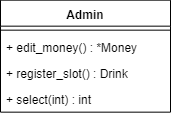 Admin
+ edit_money() : *Money
+ register_slot() : Drink
+ select(int) : int